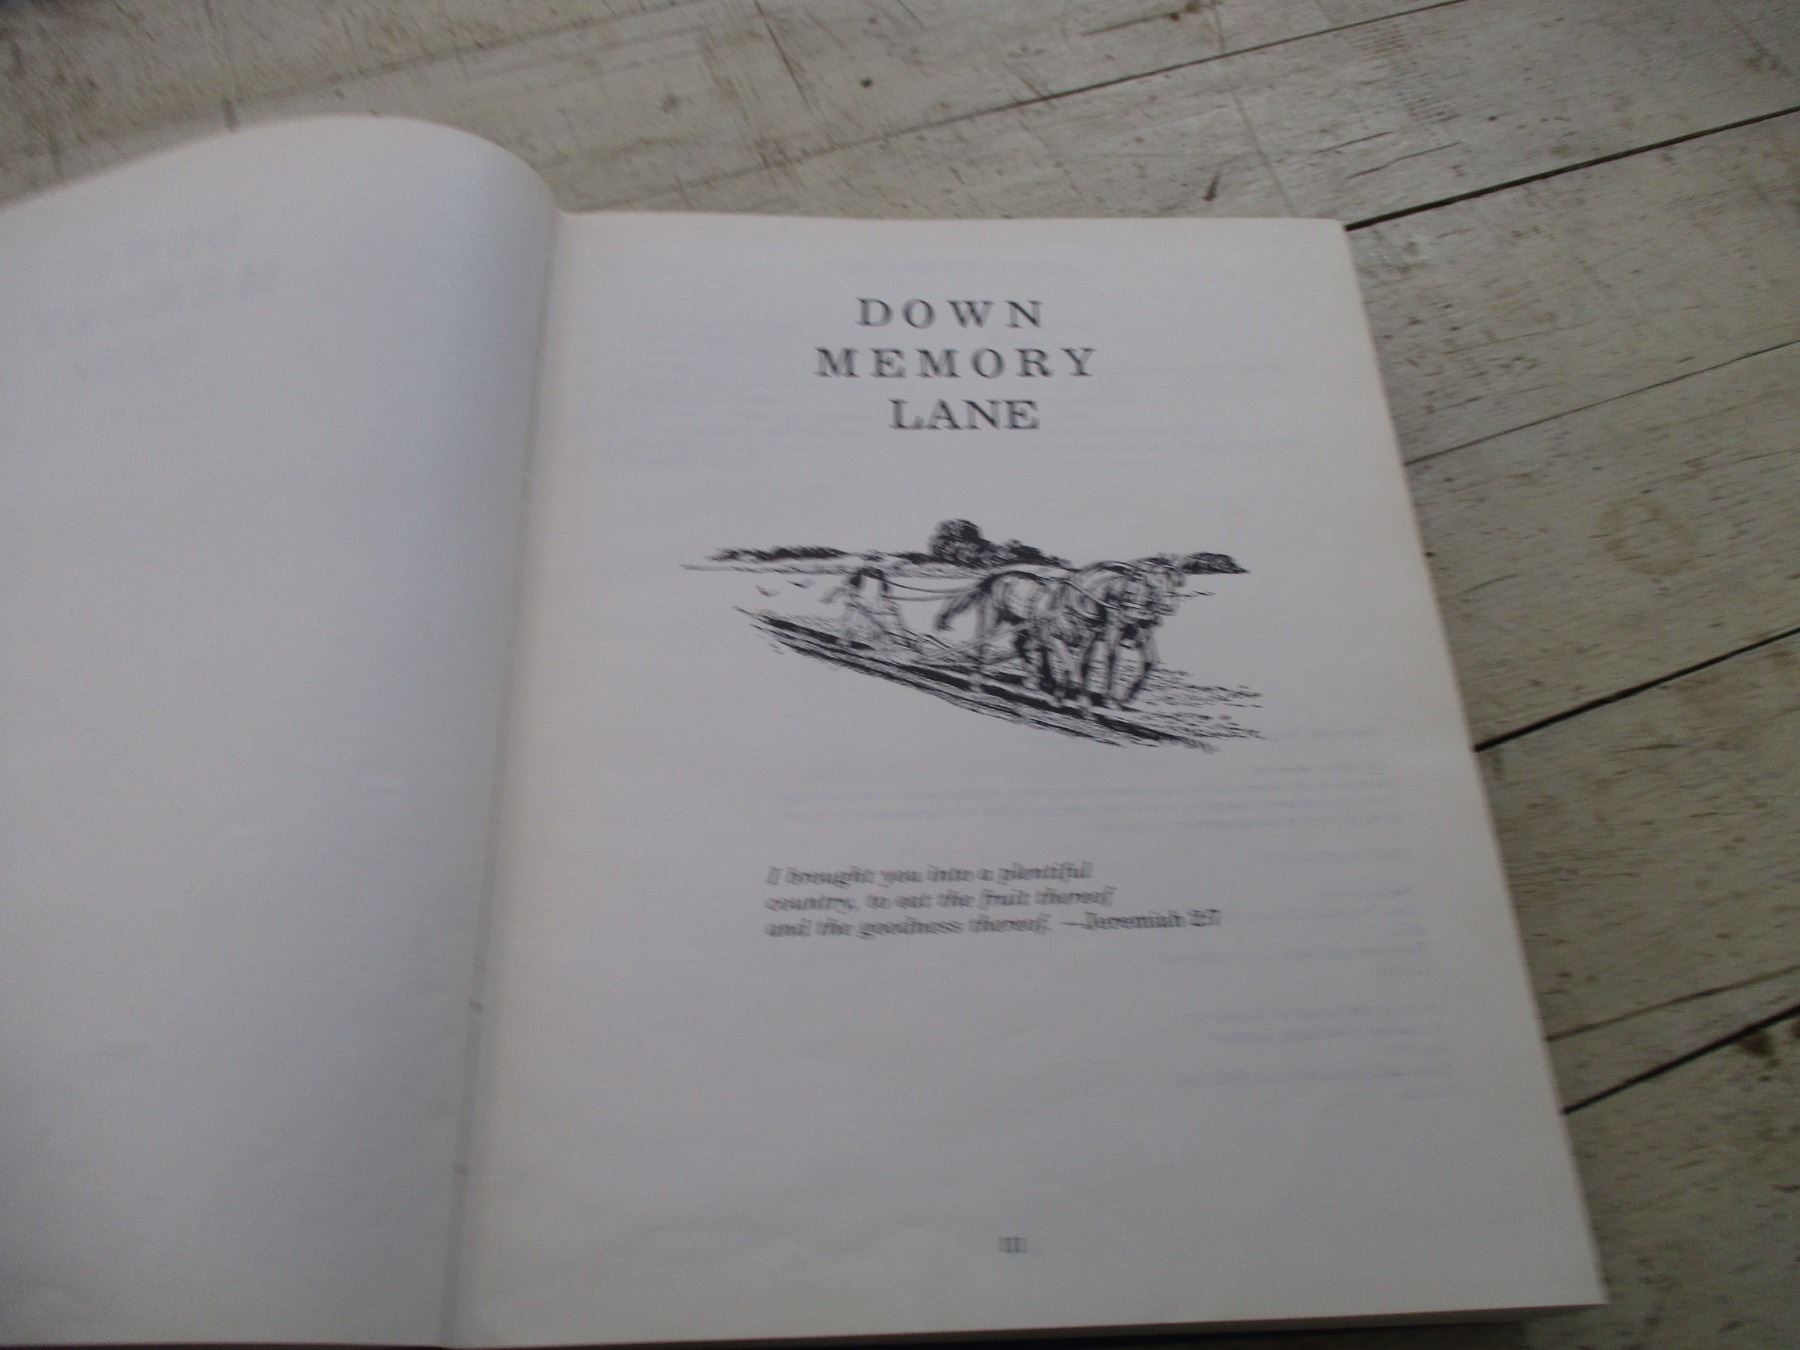 DOWN
MEMORY
LANE
I brought you into a plentiful
country, to eat the fruit thereof
and the goodness thereof. —Jeremiah 2:7
III